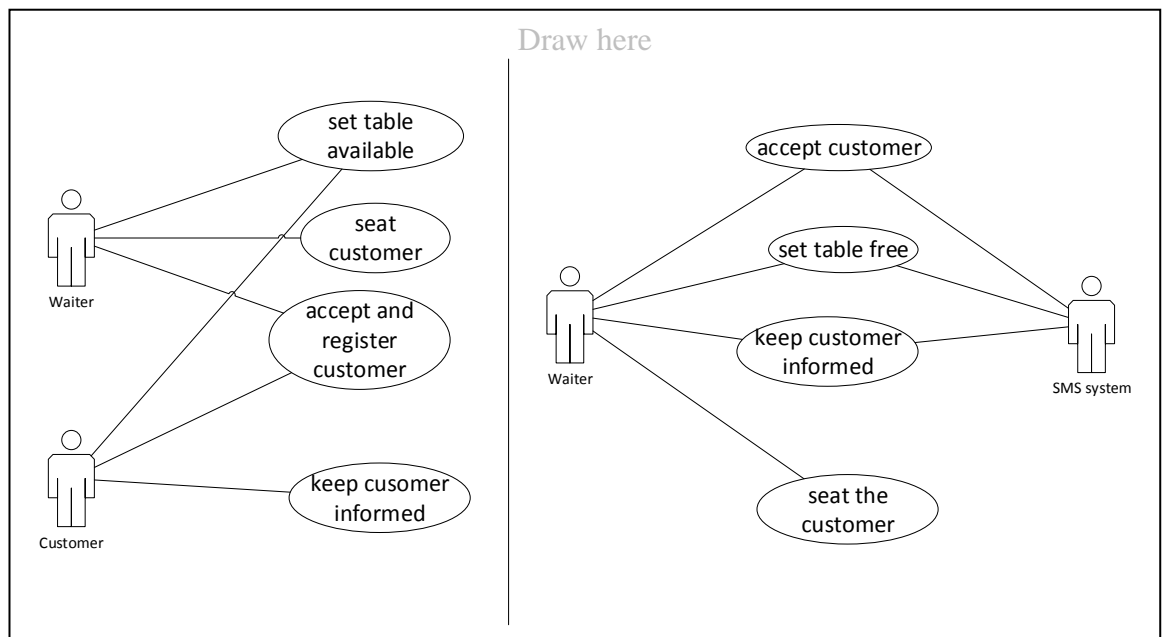 Draw here
set table
available
seat
customer
Waiter
accept and
register
customer
keep cusomer
informed
Customer
accept customer
set table free
Waiter
keep customer
informed
SMS system
seat the
customer